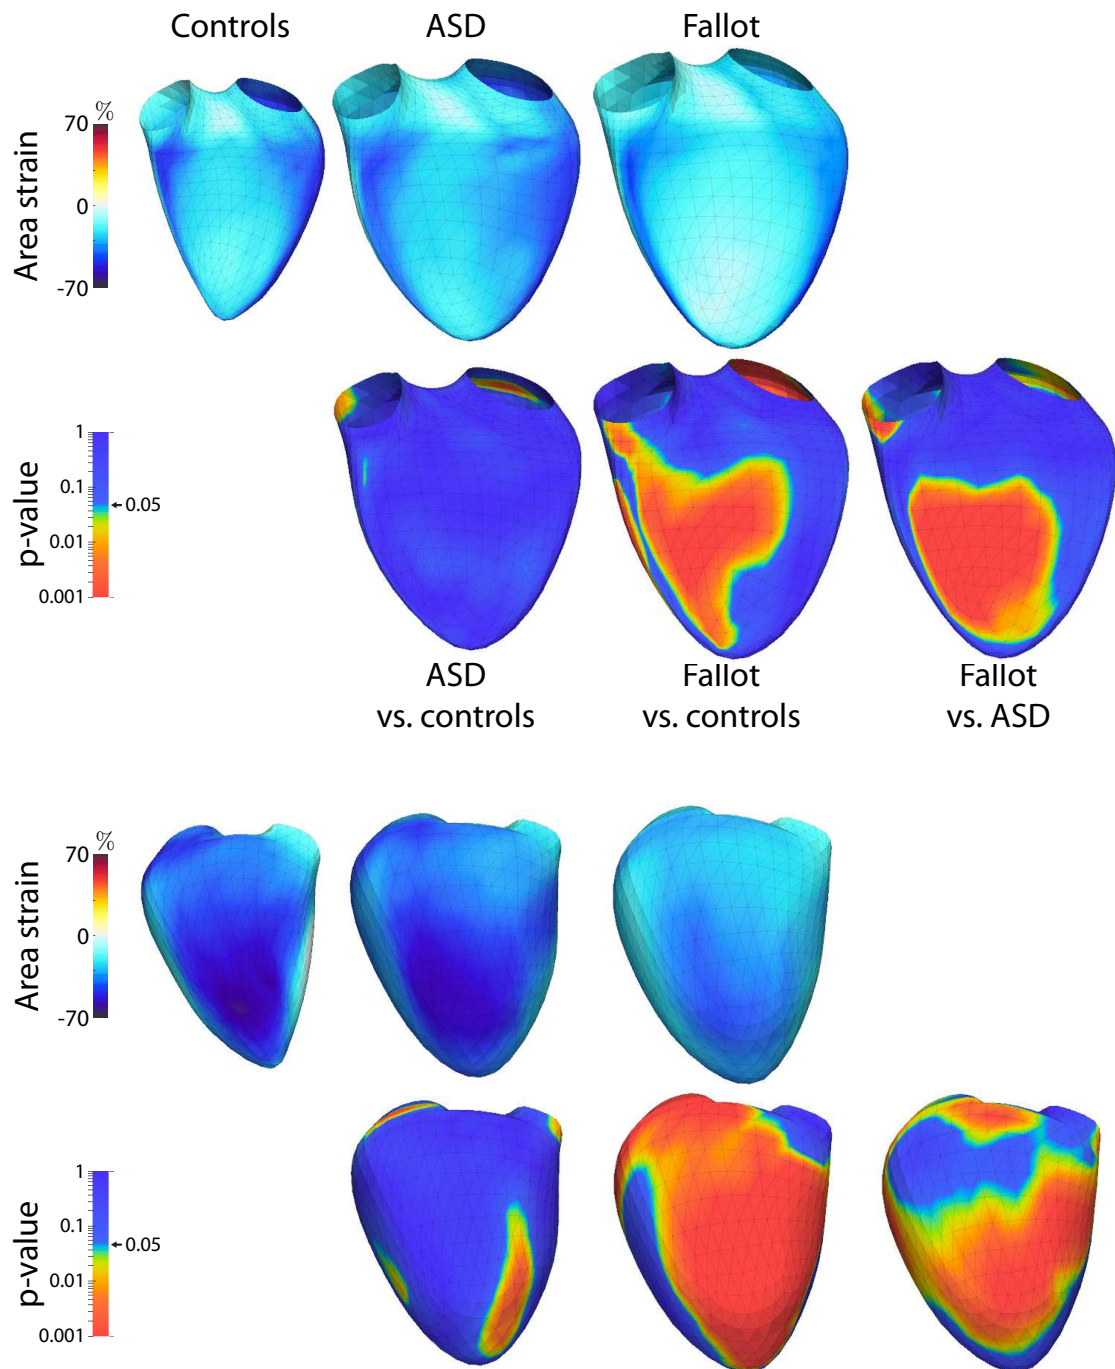 Controls
ASD
Fallot
%
70
0
-70
Area strain
1
0.1
0.05
0.01
0.001
p-value
ASD
vs. controls
Fallot
vs. controls
Fallot
vs. ASD
%
70
0
-70
Area strain
1
0.1
0.05
0.01
0.001
p-value